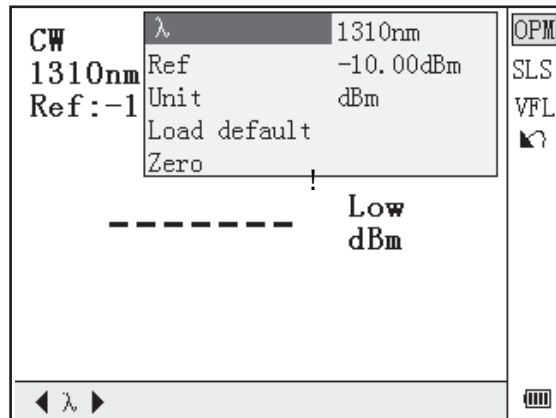 CW
1310nm
Ref:-1
λ 1310nm
Ref -10.00dBm
Unit dBm
Load default
Zero
!
------- Low
dBm
OPM
SLS
VFL
λ